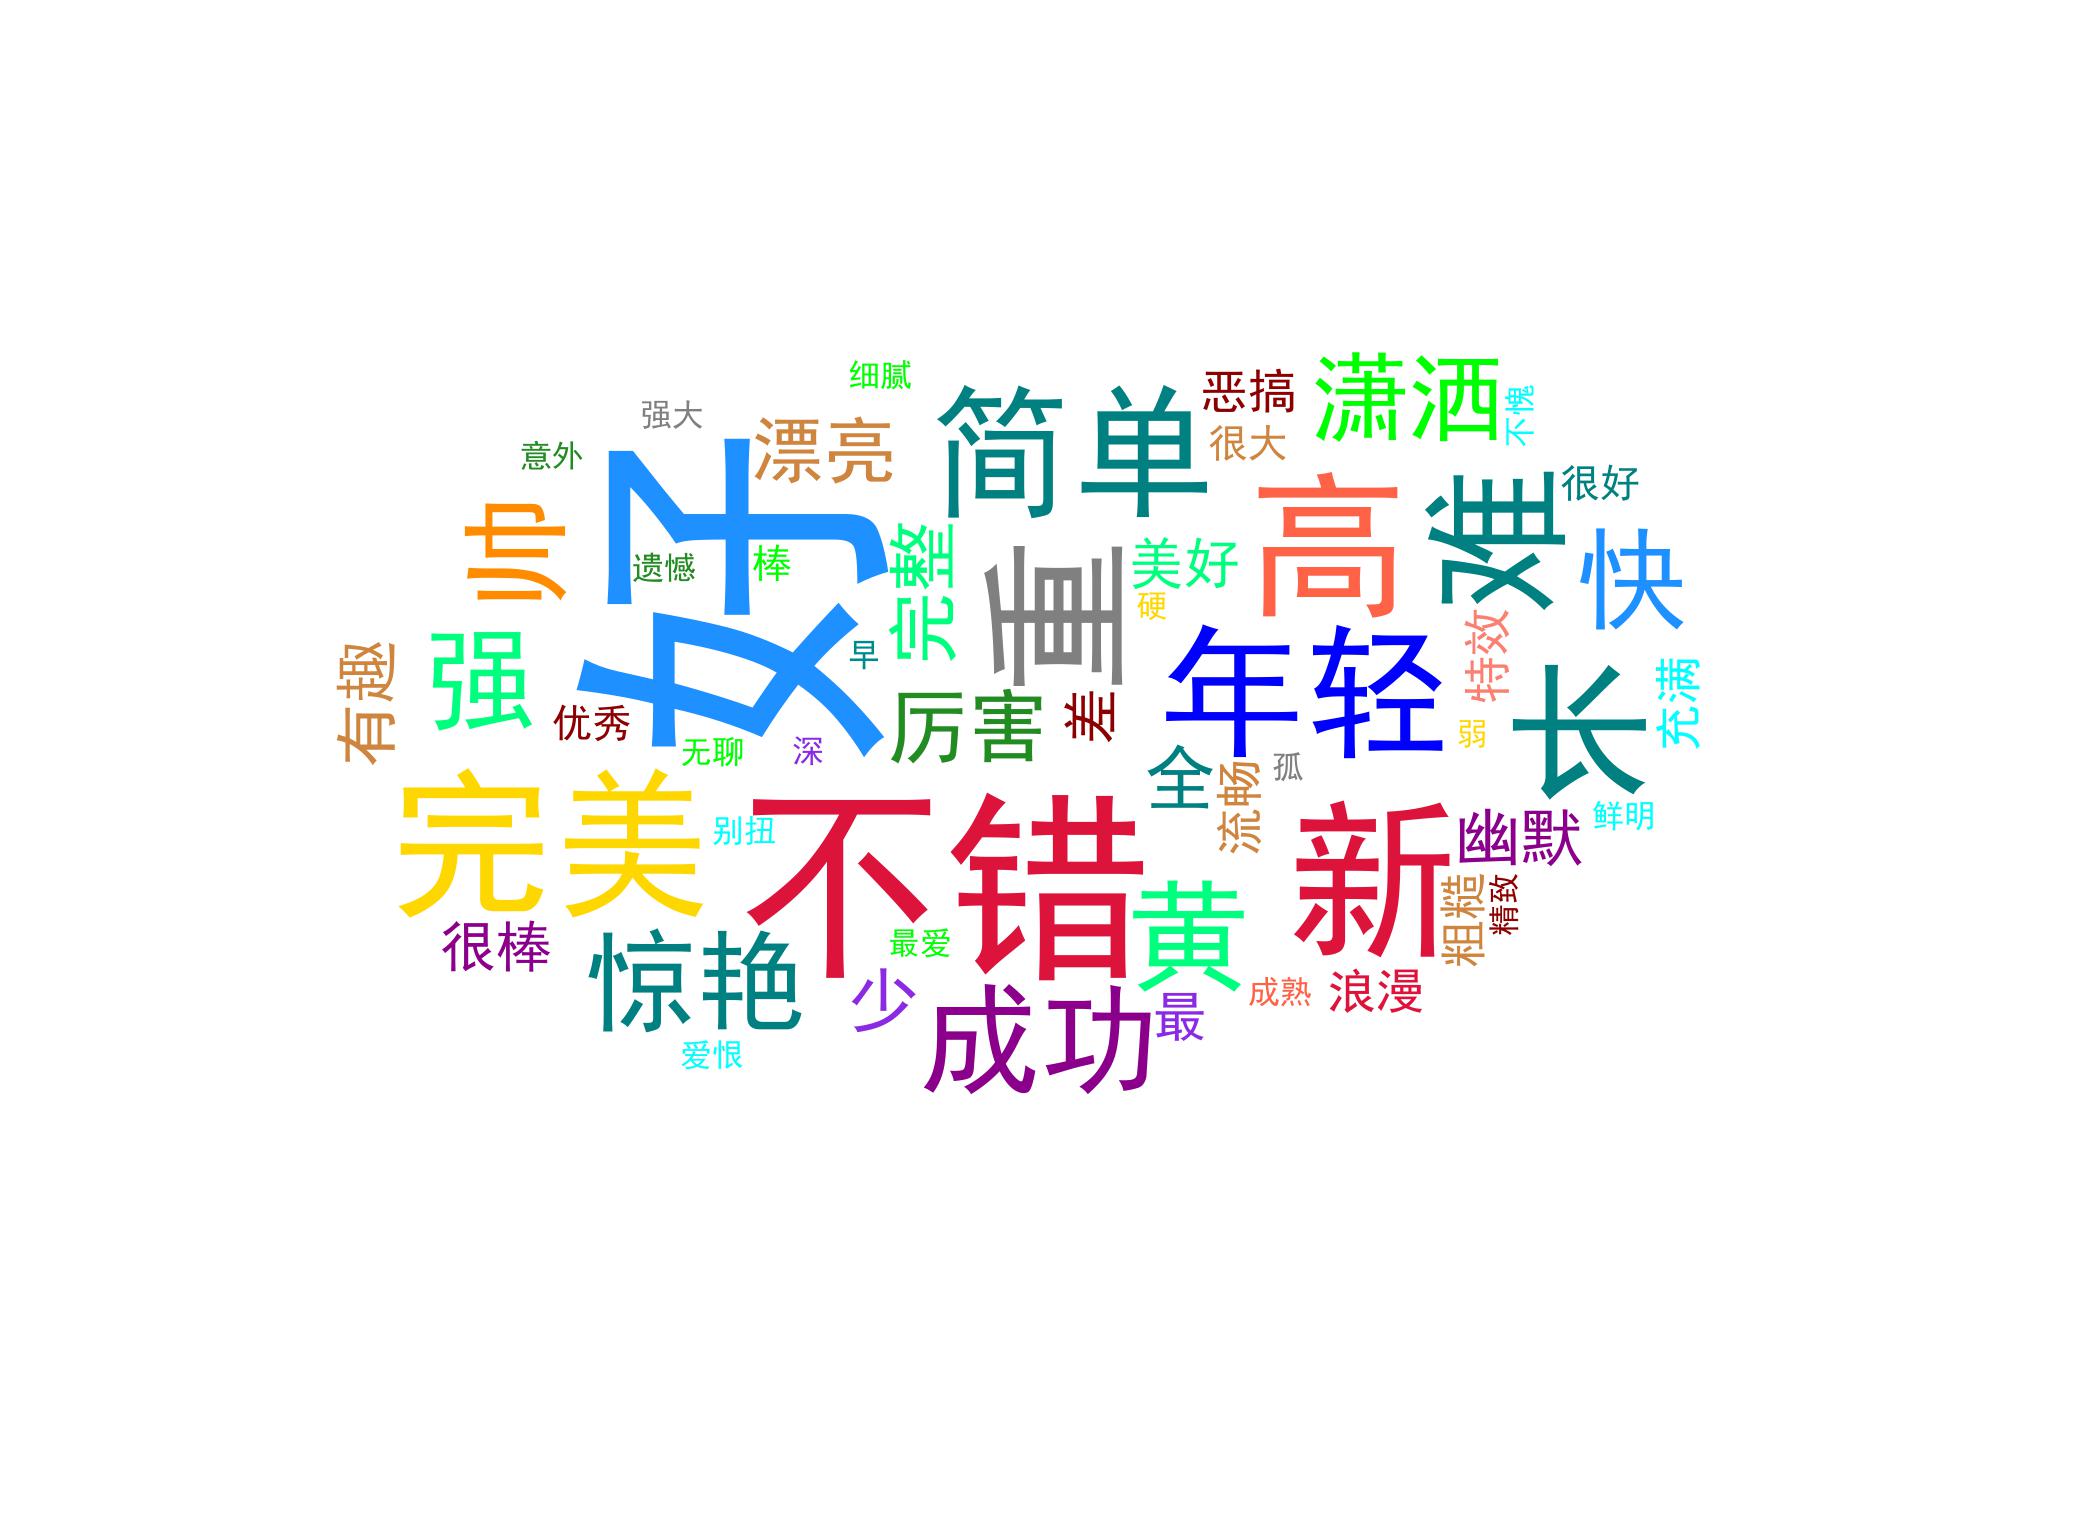 细腻
强大
意外
漂亮
简单
恶搞
很大
潇洒
不愧
帅
好
遗憾
棒
完整
重
美好
硬
高
难
很好
快
有趣
强
优秀
早
无聊
深
厉害
差
年轻
特效
弱
长
充满
全
孤
流畅
完美
别扭
不错
新
幽默
鲜明
很棒
惊艳
最爱
黄
粗糙
精致
少
成功
最
成熟
浪漫
爱恨